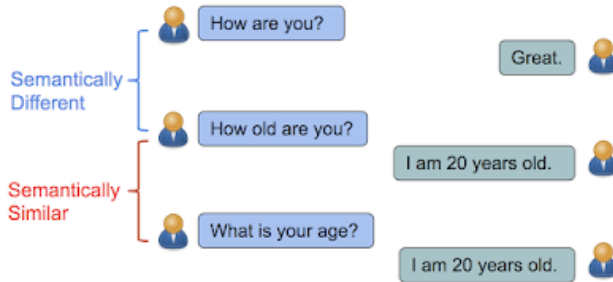 How are you?
Great.
Semantically
Different
How old are you?
I am 20 years old.
Semantically
Similar
What is your age?
I am 20 years old.